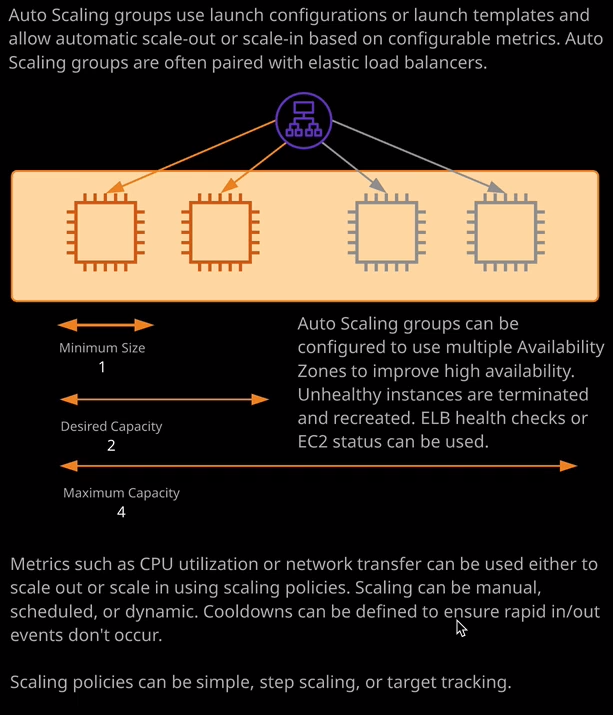 Auto Scaling groups use launch configurations or launch templates and
allow automatic scale-out or scale-in based on configurable metrics. Auto
Scaling groups are often paired with elastic load balancers.
Minimum Size
1
Desired Capacity
2
Maximum Capacity
4
Auto Scaling groups can be
configured to use multiple Availability
Zones to improve high availability.
Unhealthy instances are terminated
and recreated. ELB health checks or
EC2 status can be used.
Metrics such as CPU utilization or network transfer can be used either to
scale out or scale in using scaling policies. Scaling can be manual,
scheduled, or dynamic. Cooldowns can be defined to ensure rapid in/out
events don't occur.
Scaling policies can be simple, step scaling, or target tracking.